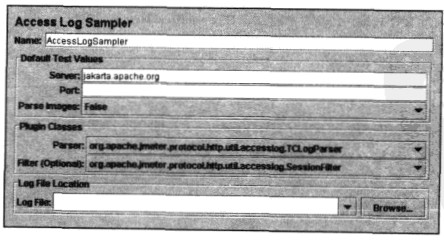 Access Log Sampler
Name: AccessLogSampler
Default Test Values
Server: jakarta.apache.org
Port:
Parse Images: False
Plugin Classes
Parser: org.apache.jmeter.protocol.http.util.accesslog.TCLogParser
Filter (Optional): org.apache.jmeter.protocol.http.util.accesslog.SessionFilter
Log File Location
Log File: Browse...